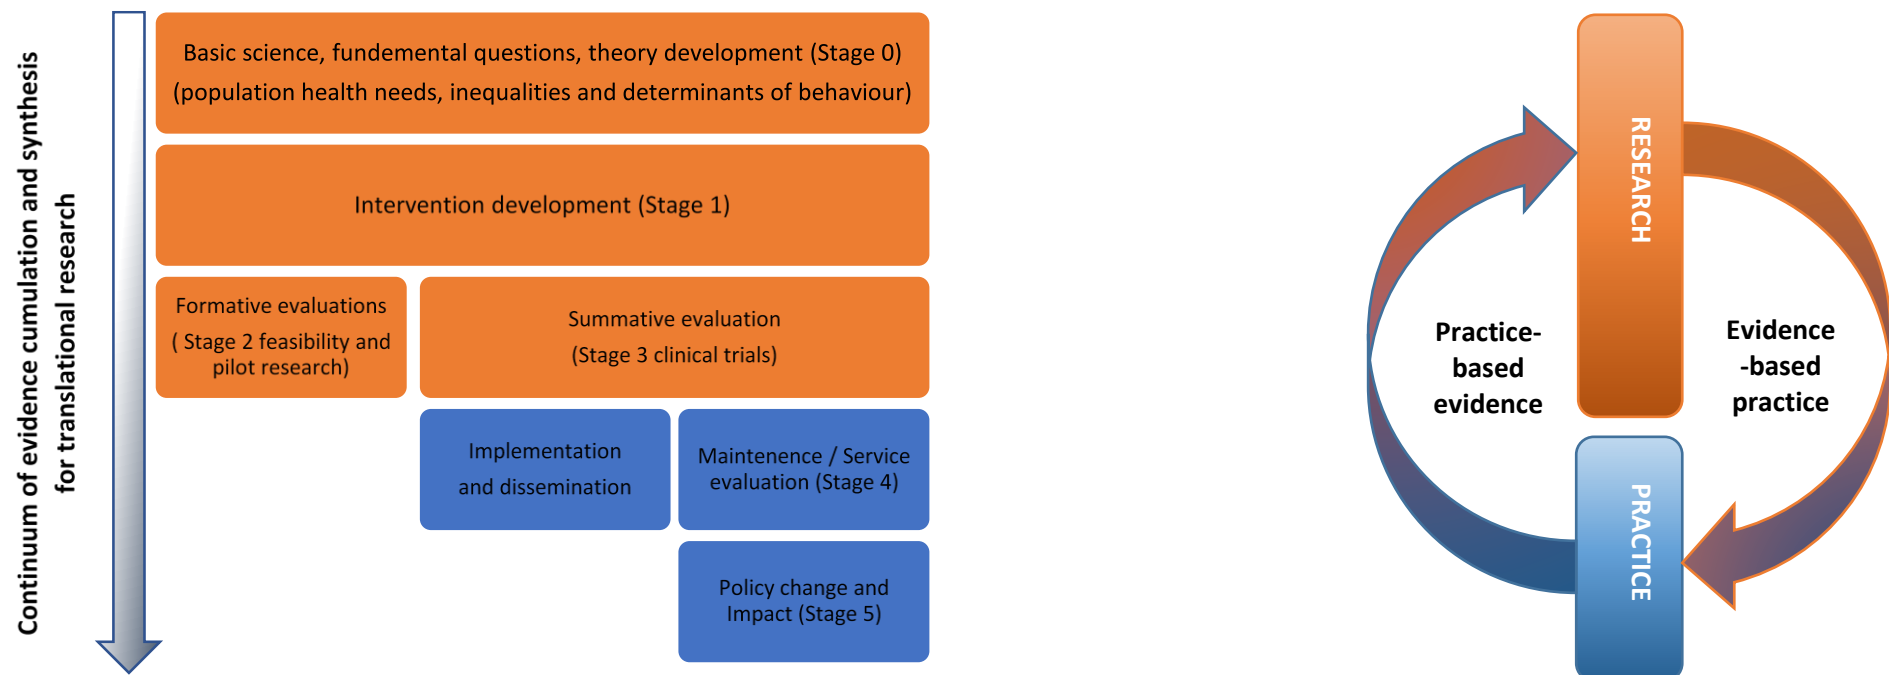 Continuum of evidence cumulation and synthesis
for translational research
Basic science, fundemental questions, theory development (Stage 0)
(population health needs, inequalities and determinants of behaviour)
Intervention development (Stage 1)
Formative evaluations
( Stage 2 feasibility and
pilot research)
Summative evaluation
(Stage 3 clinical trials)
Implementation
and dissemination
Maintenence / Service
evaluation (Stage 4)
Policy change and
Impact (Stage 5)
RESEARCH
Practice-
based
evidence
Evidence
-based
practice
PRACTICE